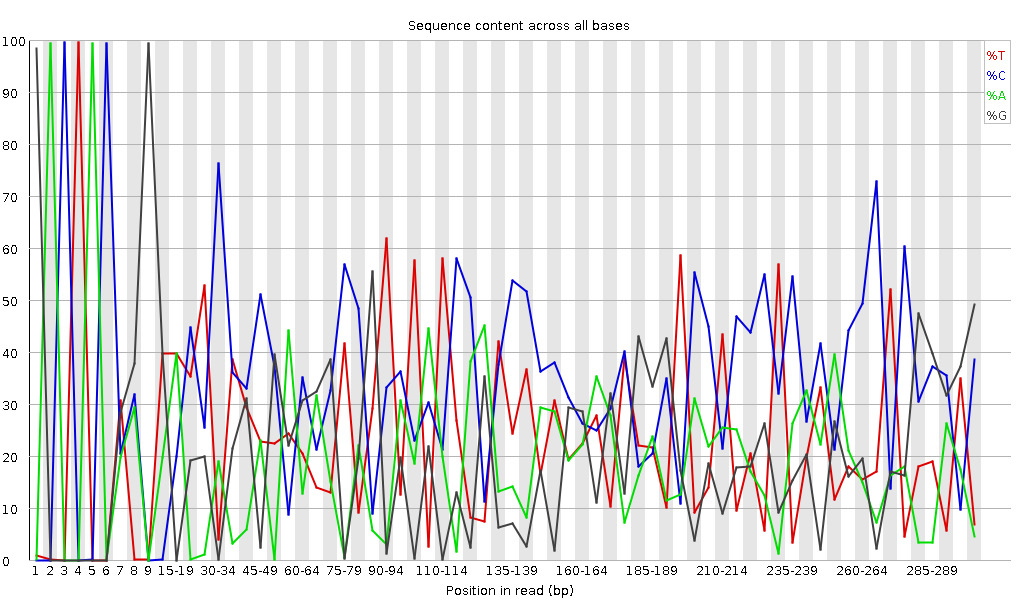 Sequence content across all bases
100
90
80
70
60
50
40
30
20
10
0
%T
%C
%A
%G
1 2 3 4 5 6 7 8 9 15-19 30-34 45-49 60-64 75-79 90-94 110-114 135-139 160-164 185-189 210-214 235-239 260-264 285-289
Position in read (bp)